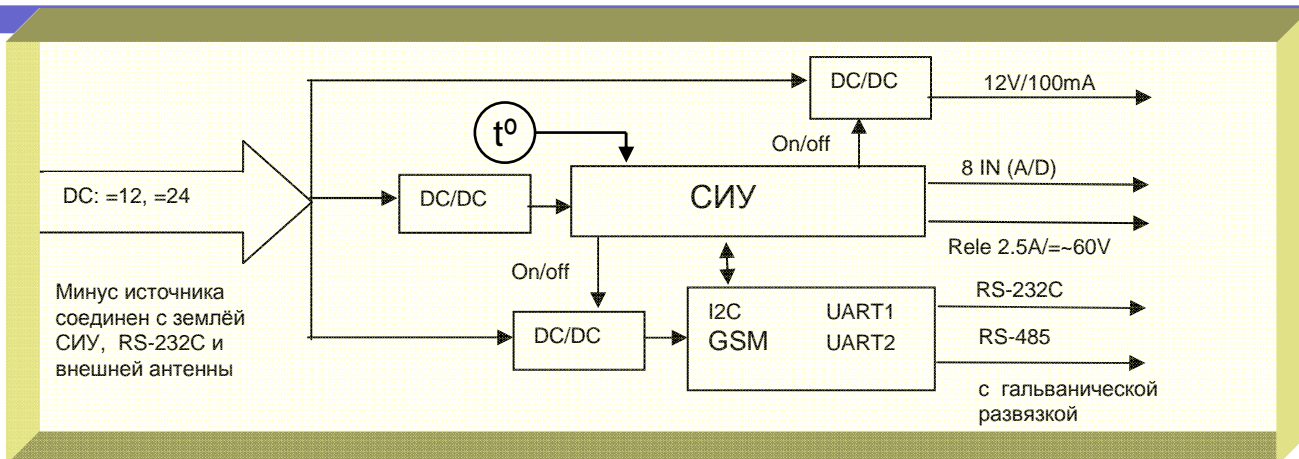 DC/DC
12V/100mA
t⁰
On/off
8 IN (A/D)
DC: =12, =24
DC/DC
СИУ
Rele 2.5A/=~60V
On/off
Минус источника
соединен с землёй
СИУ, RS-232C и
внешней антенны
DC/DC
I2C UART1
GSM UART2
RS-232C
RS-485
с гальванической
развязкой